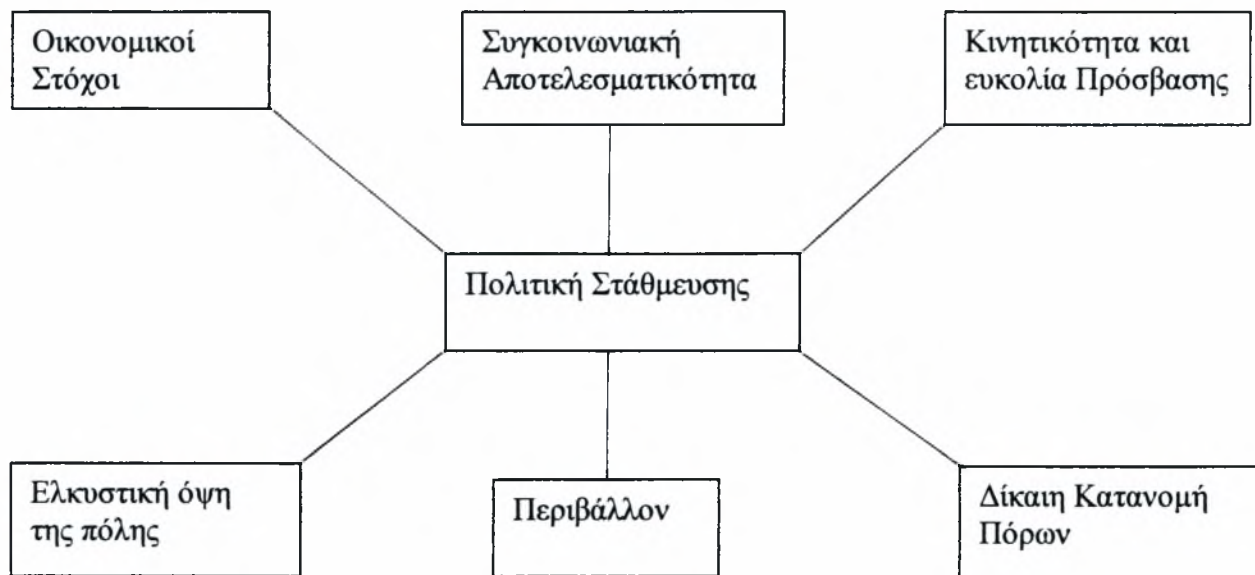 Οικονομικοί
Στόχοι
Συγκοινωνιακή
Αποτελεσματικότητα
Κινητικότητα και
ευκολία Πρόσβασης
Πολιτική Στάθμευσης
Ελκυστική όψη
της πόλης
Περιβάλλον
Δίκαιη Κατανομή
Πόρων